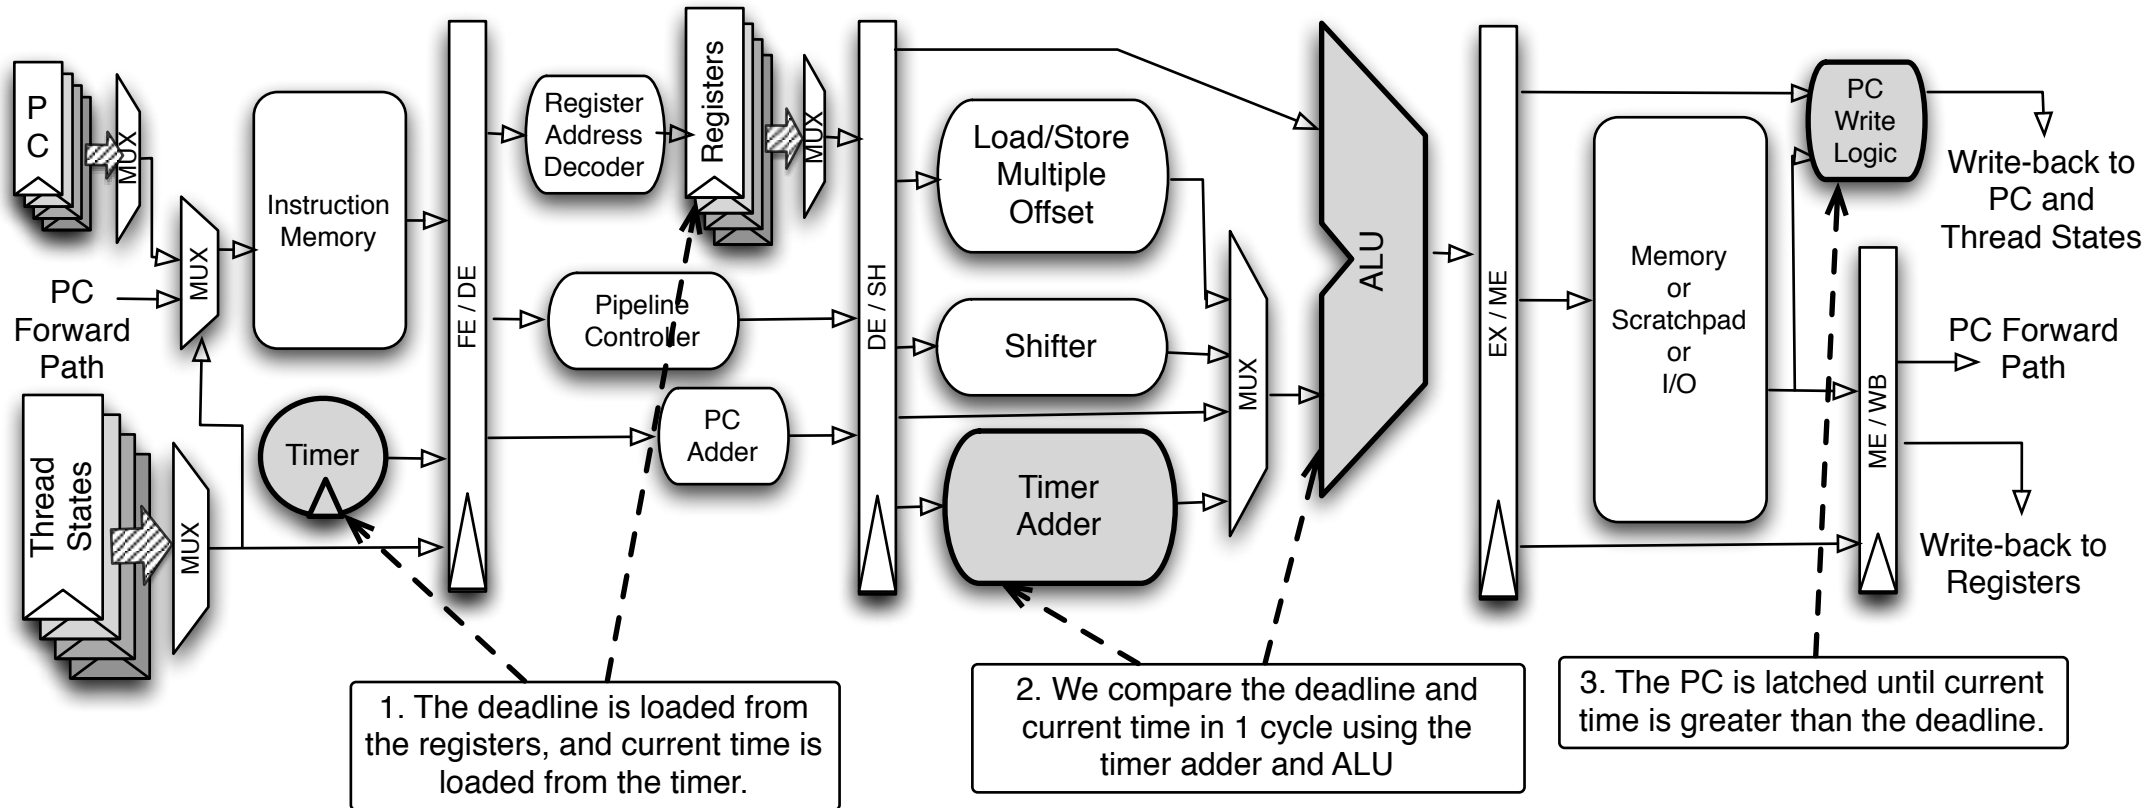 P
C
MUX
PC
Forward
Path
MUX
Thread
States
MUX
Instruction
Memory
Timer
FE / DE
Register
Address
Decoder
Registers
MUX
Pipeline
Controller
PC
Adder
DE / SH
Load/Store
Multiple
Offset
Shifter
Timer
Adder
MUX
ALU
EX / ME
Memory
or
Scratchpad
or
I/O
PC
Write
Logic
ME / WB
Write-back to
PC and
Thread States
PC Forward
Path
Write-back to
Registers
1. The deadline is loaded from
the registers, and current time is
loaded from the timer.
2. We compare the deadline and
current time in 1 cycle using the
timer adder and ALU
3. The PC is latched until current
time is greater than the deadline.